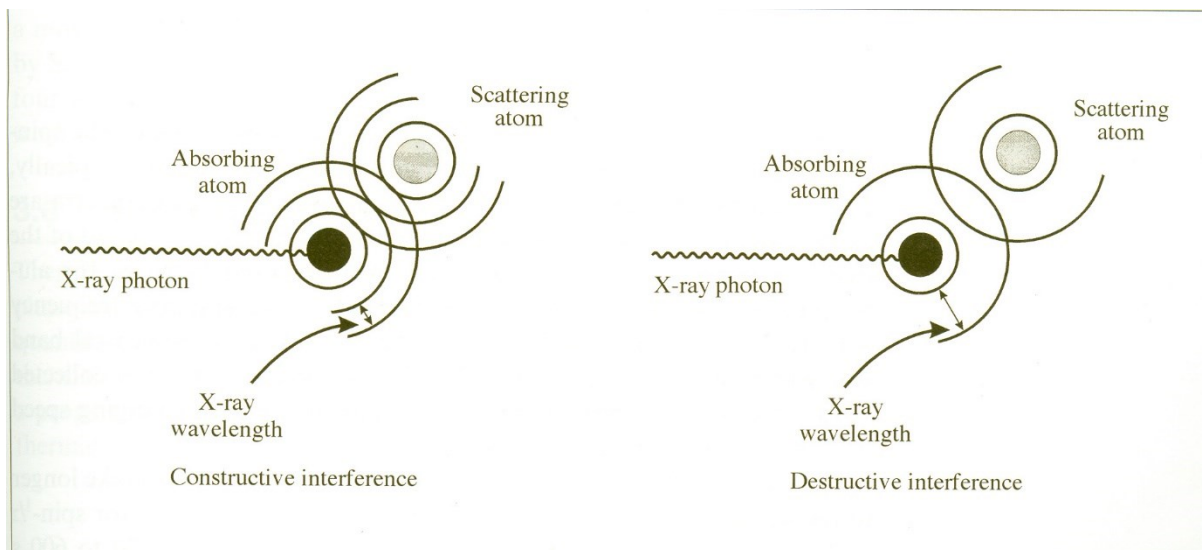 Scattering
atom
Absorbing
atom
X-ray photon
X-ray
wavelength
Constructive interference
Scattering
atom
Absorbing
atom
X-ray photon
X-ray
wavelength
Destructive interference